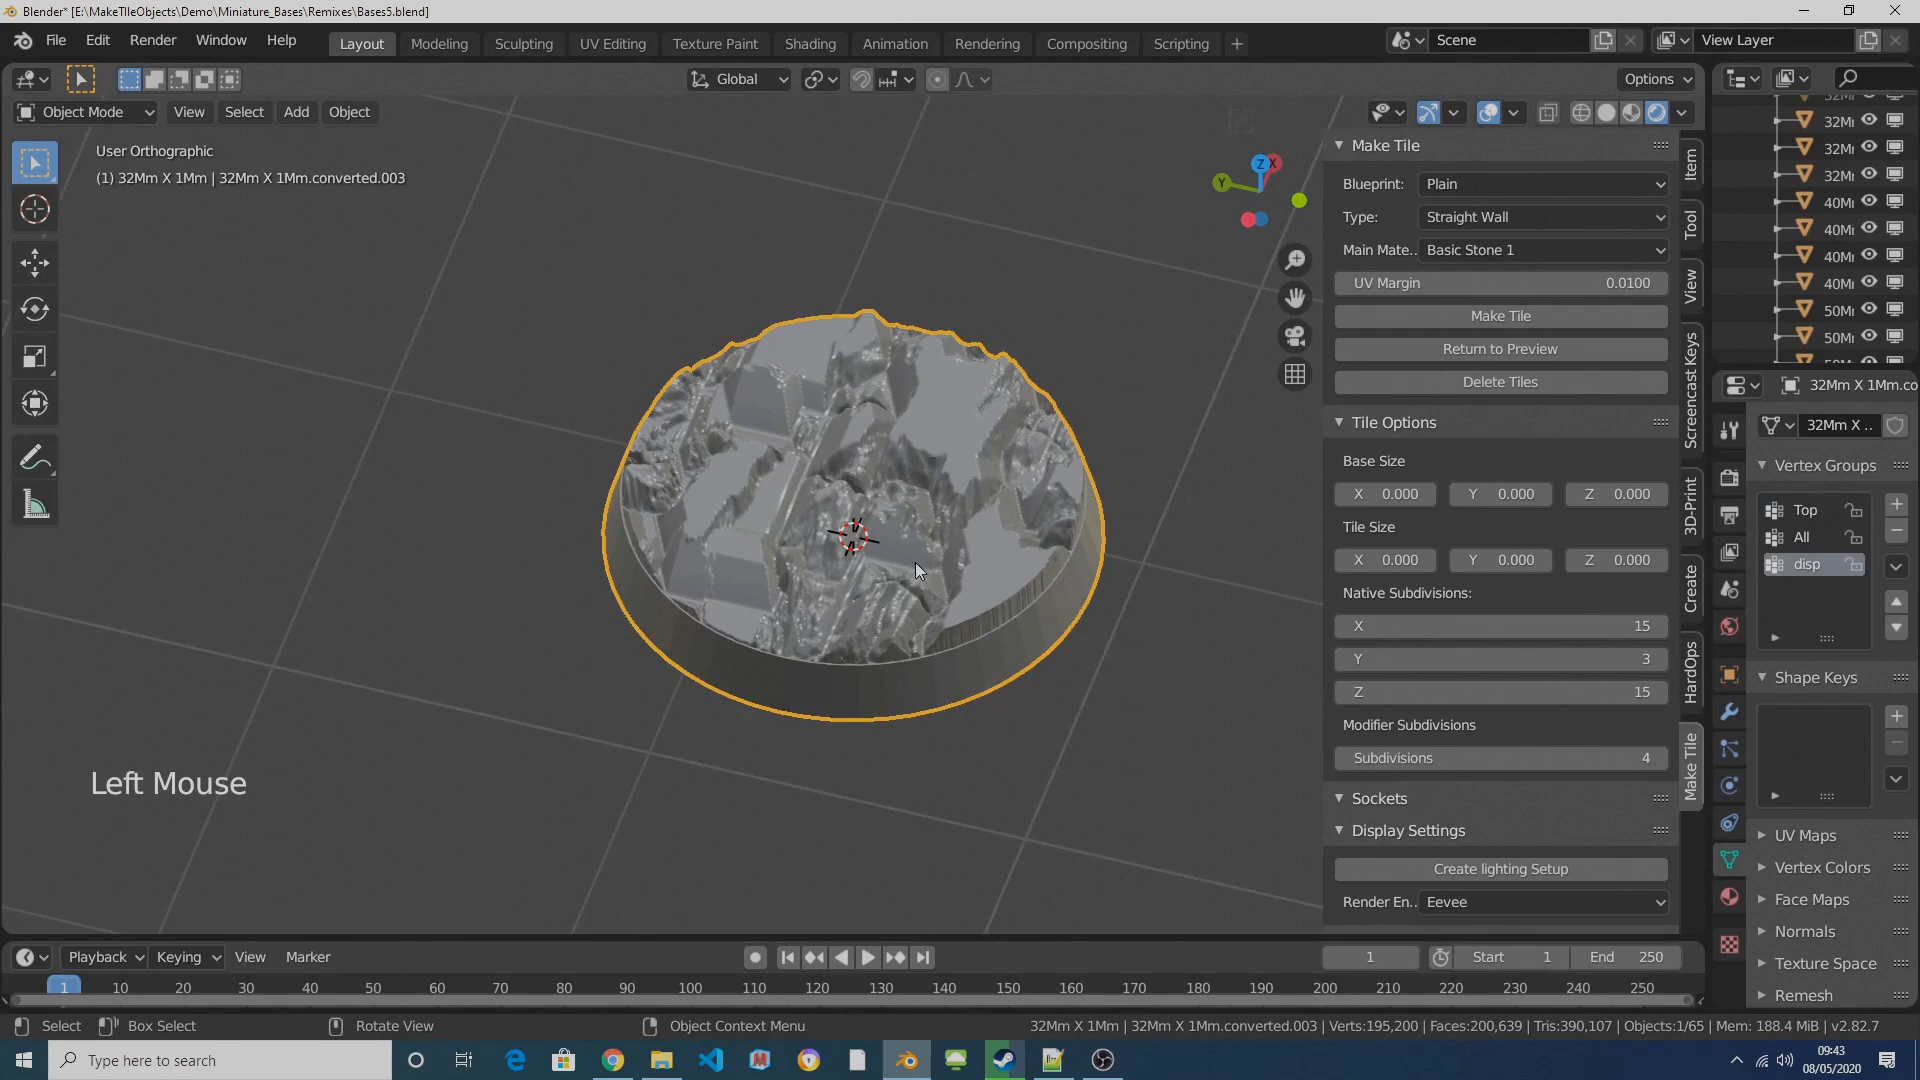 Blender* [E:\MakeTIleObjects\Demo\Miniature_Bases\Remixes\Bases5.blend]
File Edit Render Window Help
Layout Modeling Sculpting UV Editing Texture Paint Shading Animation Rendering Compositing Scripting +
Scene
View Layer
Global
Options
Object Mode View Select Add Object
User Orthographic
(1) 32Mm X 1Mm | 32Mm X 1Mm.converted.003
Z X
Y
Make Tile
Blueprint: Plain
Type: Straight Wall
Main Mate.. Basic Stone 1
UV Margin 0.0100
Make Tile
Return to Preview
Delete Tiles
Tile Options
Base Size
X 0.000 Y 0.000 Z 0.000
Tile Size
X 0.000 Y 0.000 Z 0.000
Native Subdivisions:
X 15
Y 3
Z 15
Modifier Subdivisions
Subdivisions 4
Sockets
Display Settings
Create lighting Setup
Render En.. Eevee
Item
Tool
View
Screencast Keys
3D-Print
Create
HardOps
Make Tile
32Mı
32Mı
32Mı
40Mı
40Mı
40Mı
40Mı
50Mı
50Mı
32Mm X 1Mm.co
32Mm X ..
Vertex Groups
Top
All
disp
Shape Keys
UV Maps
Vertex Colors
Face Maps
Normals
Texture Space
Remesh
Left Mouse
Playback Keying View Marker
1
Start 1
End 250
1 10 20 30 40 50 60 70 80 90 100 110 120 130 140 150 160 170 180 190 200 210 220 230 240 250
Select Box Select Rotate View Object Context Menu
32Mm X 1Mm | 32Mm X 1Mm.converted.003 | Verts:195,200 | Faces:200,639 | Tris:390,107 | Objects:1/65 | Mem: 188.4 MiB | v2.82.7
Type here to search
09:43
08/05/2020